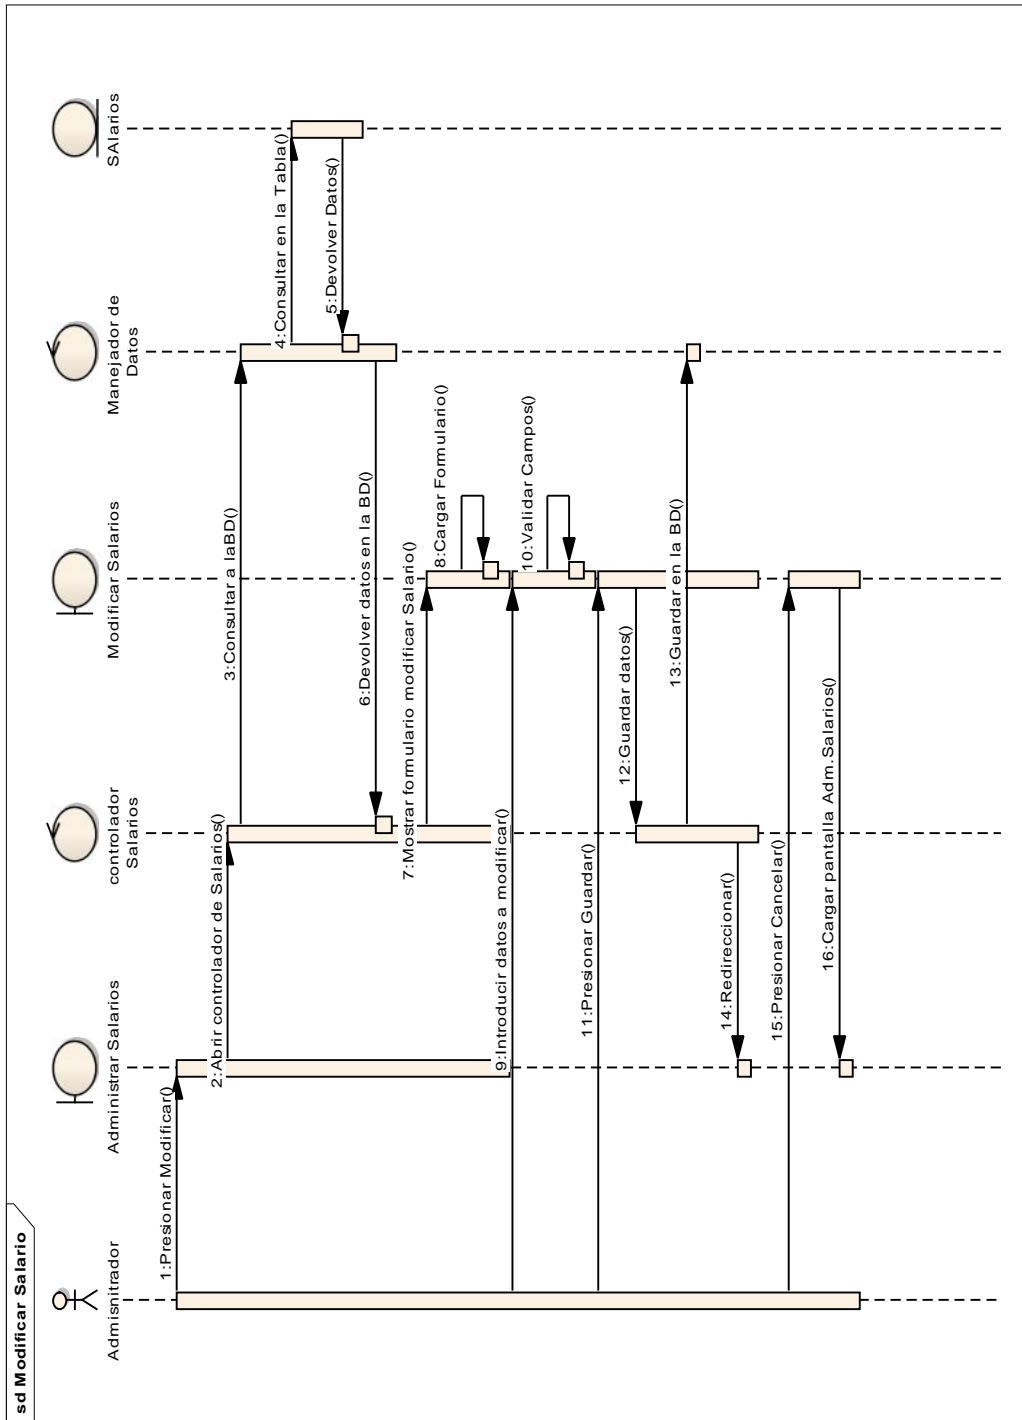 sd Modificar Salario
Admisnitrador
Administrar Salarios
controlador
Salarios
Modificar Salarios
Manejador de
Datos
SAlarios
1:Presionar Modificar()
2:Abrir controlador de Salarios()
3:Consultar a laBD()
4:Consultar en la Tabla()
5:Devolver Datos()
6:Devolver datos en la BD()
7:Mostrar formulario modificar Salario()
8:Cargar Formulario()
9:Introducir datos a modificar()
10:Validar Campos()
11:Presionar Guardar()
12:Guardar datos()
13:Guardar en la BD()
14:Redireccionar()
15:Presionar Cancelar()
16:Cargar pantalla Adm.Salarios()